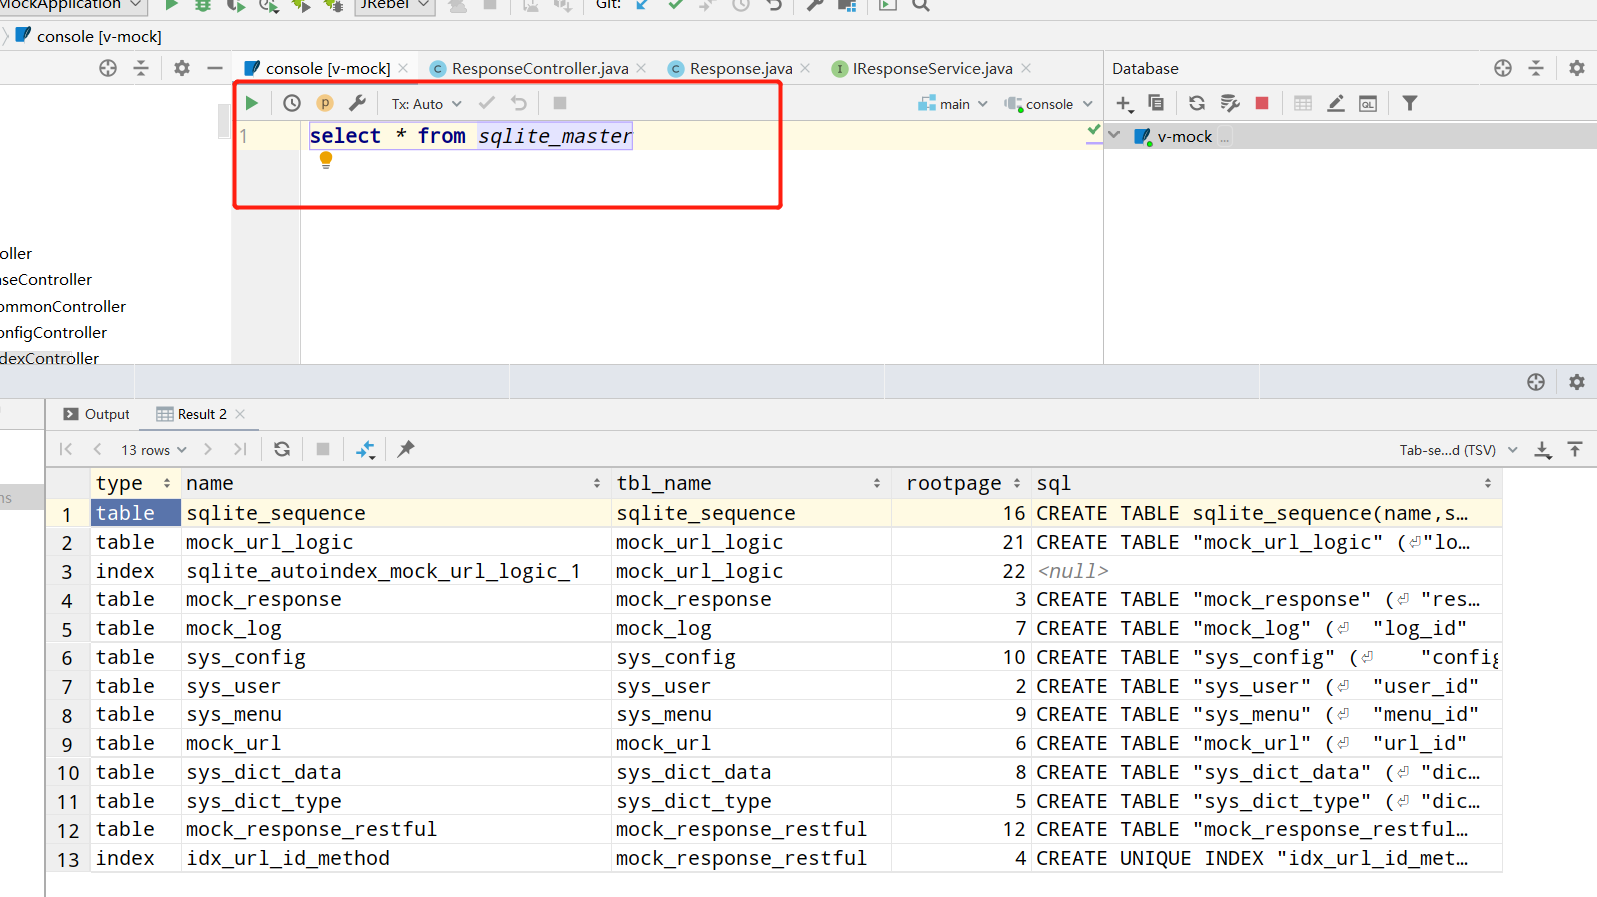 MockApplication JRebel Git:
console [v-mock]
console [v-mock] ResponseController.java Response.java IResponseService.java Database
Tx: Auto main console
1 select * from sqlite_master
v-mock ...
oller
seController
ommonController
onfigController
dexController
Output Result 2
13 rows Tab-se...d (TSV)
ns
type name tbl_name rootpage sql
1 table sqlite_sequence sqlite_sequence 16 CREATE TABLE sqlite_sequence(name,s…
2 table mock_url_logic mock_url_logic 21 CREATE TABLE "mock_url_logic" (⏎"lo…
3 index sqlite_autoindex_mock_url_logic_1 mock_url_logic 22 <null>
4 table mock_response mock_response 3 CREATE TABLE "mock_response" (⏎ "res…
5 table mock_log mock_log 7 CREATE TABLE "mock_log" (⏎ "log_id"
6 table sys_config sys_config 10 CREATE TABLE "sys_config" (⏎ "config
7 table sys_user sys_user 2 CREATE TABLE "sys_user" (⏎ "user_id"
8 table sys_menu sys_menu 9 CREATE TABLE "sys_menu" (⏎ "menu_id"
9 table mock_url mock_url 6 CREATE TABLE "mock_url" (⏎ "url_id"
10 table sys_dict_data sys_dict_data 8 CREATE TABLE "sys_dict_data" (⏎ "dic…
11 table sys_dict_type sys_dict_type 5 CREATE TABLE "sys_dict_type" (⏎ "dic…
12 table mock_response_restful mock_response_restful 12 CREATE TABLE "mock_response_restful…
13 index idx_url_id_method mock_response_restful 4 CREATE UNIQUE INDEX "idx_url_id_met…